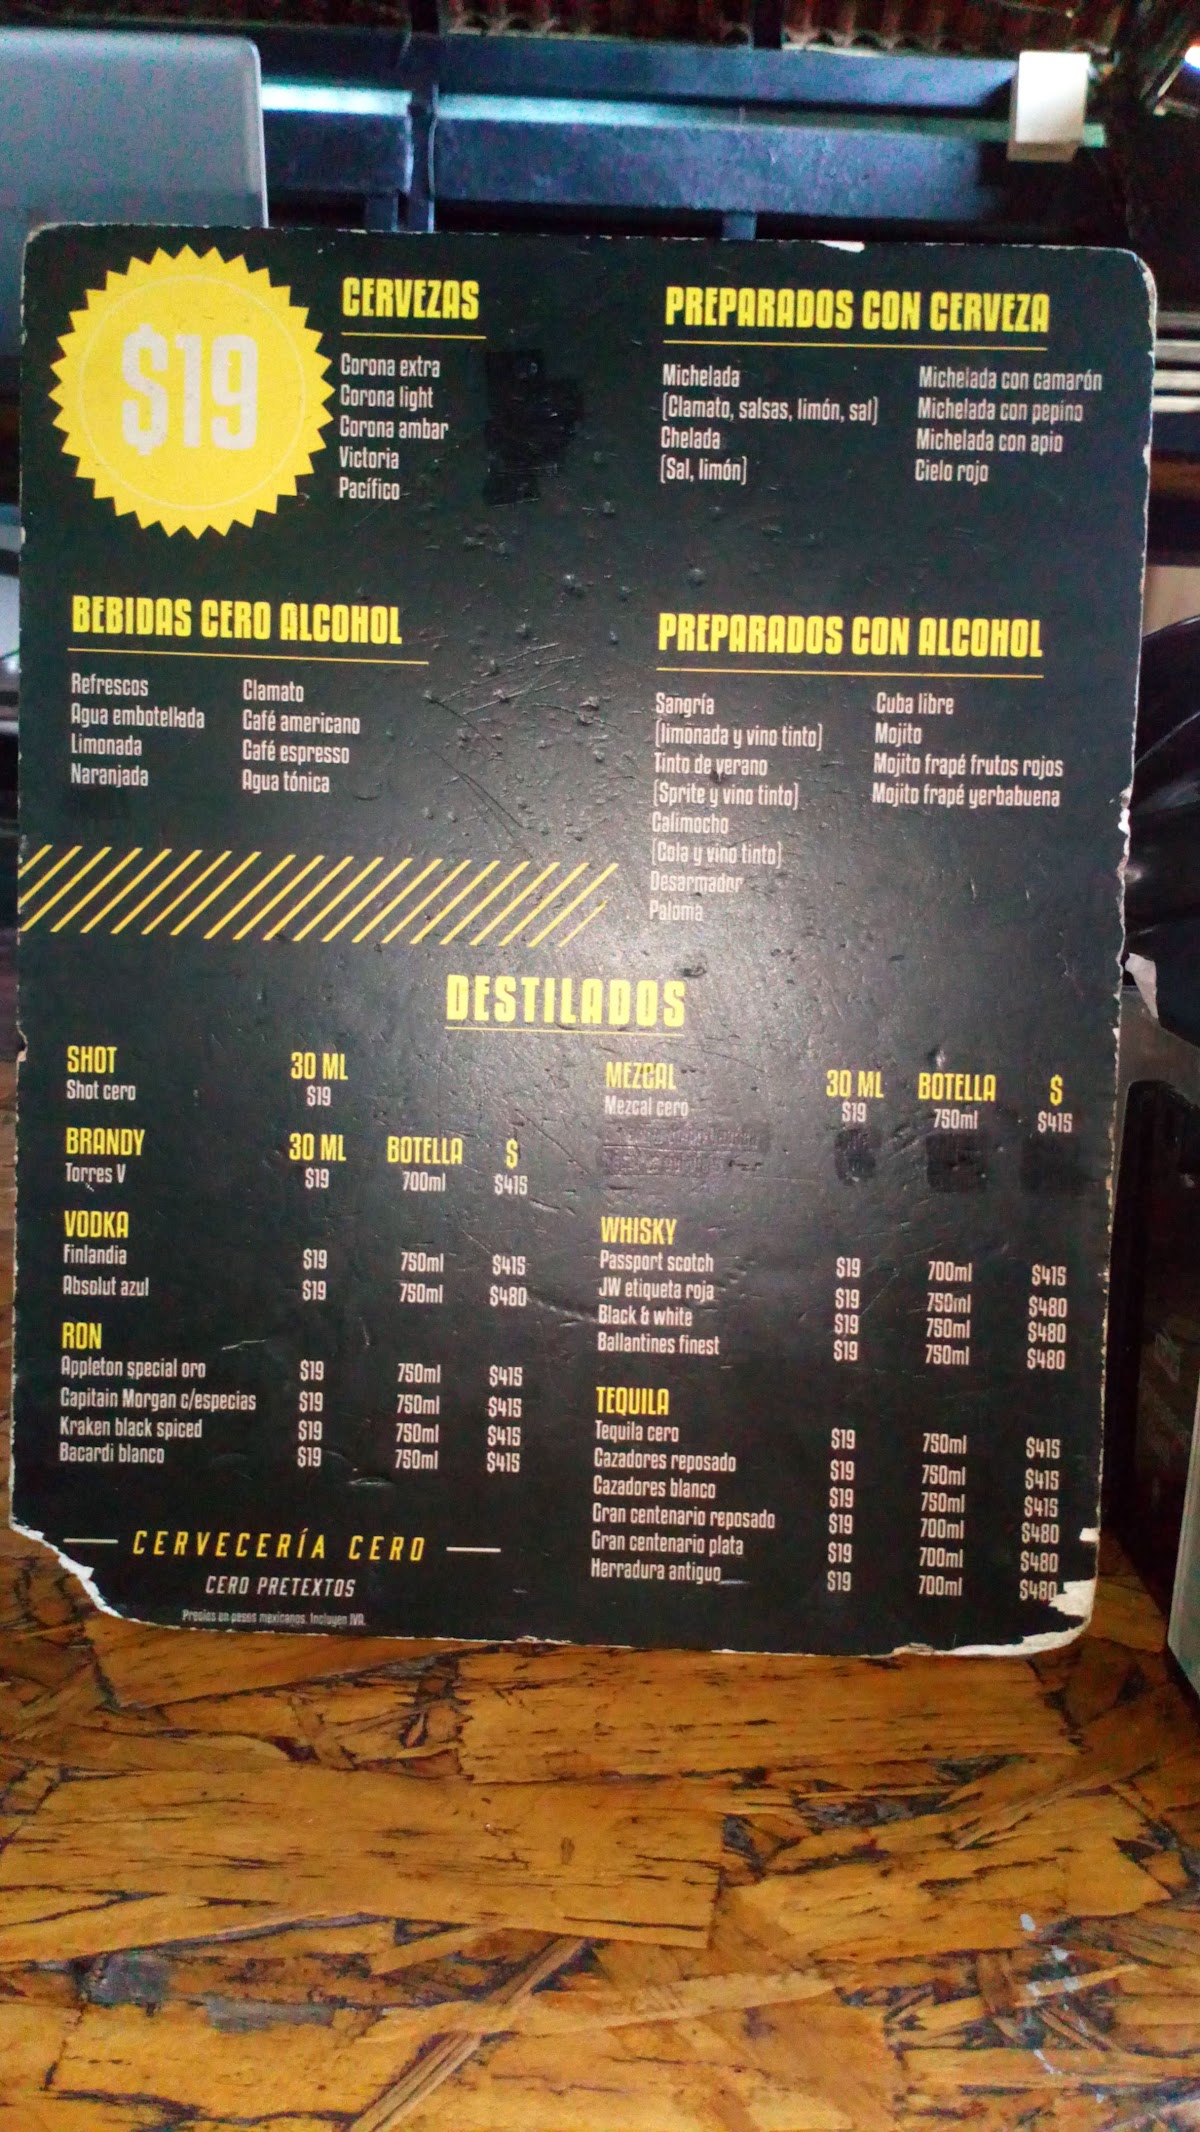 $19
CERVEZAS
Corona extra
Corona light
Corona ambar
Victoria
Pacífico
PREPARADOS CON CERVEZA
Michelada
(Clamato, salsas, limón, sal)
Chelada
(Sal, limón)
Michelada con camarón
Michelada con pepino
Michelada con apio
Cielo rojo
BEBIDAS CERO ALCOHOL
Refrescos
Agua embotellada
Limonada
Naranjada
Clamato
Café americano
Café espresso
Agua tónica
PREPARADOS CON ALCOHOL
Sangría
(limonada y vino tinto)
Tinto de verano
(Sprite y vino tinto)
Calimocho
(Cola y vino tinto)
Desarmador
Paloma
Cuba libre
Mojito
Mojito frapé frutos rojos
Mojito frapé yerbabuena
DESTILADOS
SHOT 30 ML
Shot cero $19
BRANDY 30 ML BOTELLA $
Torres V $19 700ml $415
VODKA
Finlandia $19 750ml $415
Absolut azul $19 750ml $480
RON
Appleton special oro $19 750ml $415
Capitain Morgan c/especias $19 750ml $415
Kraken black spiced $19 750ml $415
Bacardi blanco $19 750ml $415
MEZCAL 30 ML BOTELLA $
Mezcal cero $19 750ml $415
WHISKY
Passport scotch $19 700ml $415
JW etiqueta roja $19 750ml $480
Black & white $19 750ml $480
Ballantines finest $19 750ml $480
TEQUILA
Tequila cero $19 750ml $415
Cazadores reposado $19 750ml $415
Cazadores blanco $19 750ml $415
Gran centenario reposado $19 700ml $480
Gran centenario plata $19 700ml $480
Herradura antiguo $19 700ml $480
CERVECERÍA CERO
CERO PRETEXTOS
Precios en pesos mexicanos. Incluyen IVA.